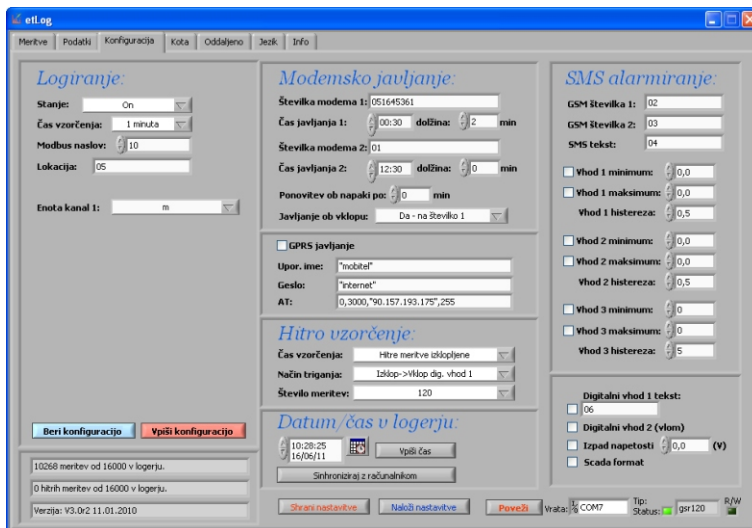 etLog
Meritve Podatki Konfiguracija Kota Oddaljeno Jezik Info
Logiranje:
Stanje: On
Čas vzorčenja: 1 minuta
Modbus naslov: 10
Lokacija: 05
Enota kanal 1: m
Beri konfiguracijo Vpiši konfiguracijo
10268 meritev od 16000 v logerju.
0 hitrih meritev od 16000 v logerju.
Verzija: V3.0r2 11.01.2010
Modemsko javljanje:
Številka modema 1: 051645361
Čas javljanja 1: 00:30 dolžina: 2 min
Številka modema 2: 01
Čas javljanja 2: 12:30 dolžina: 0 min
Ponovitev ob napaki po: 0 min
Javljanje ob vklopu: Da - na številko 1
GPRS javljanje
Upor. ime: "mobitel"
Geslo: "internet"
AT: 0,3000,"90.157.193.175",255
Hitro vzorčenje:
Čas vzorčenja: Hitre meritve izklopljene
Način triganja: Izklop->Vklop dig. vhod 1
Število meritev: 120
Datum/čas v logerju:
10:28:25
16/06/11
Vpiši čas
Sinhroniziraj z računalnikom
Shrani nastavitve Naloži nastavitve Poveži Vrata: COM7 Tip: Status: gsr120 R/W
SMS alarmiranje:
GSM številka 1: 02
GSM številka 2: 03
SMS tekst: 04
Vhod 1 minimum: 0,0
Vhod 1 maksimum: 0,0
Vhod 1 histereza: 0,5
Vhod 2 minimum: 0,0
Vhod 2 maksimum: 0,0
Vhod 2 histereza: 0,5
Vhod 3 minimum: 0
Vhod 3 maksimum: 0
Vhod 3 histereza: 5
Digitalni vhod 1 tekst:
06
Digitalni vhod 2 (vlom)
Izpad napetosti 0,0 (V)
Scada format